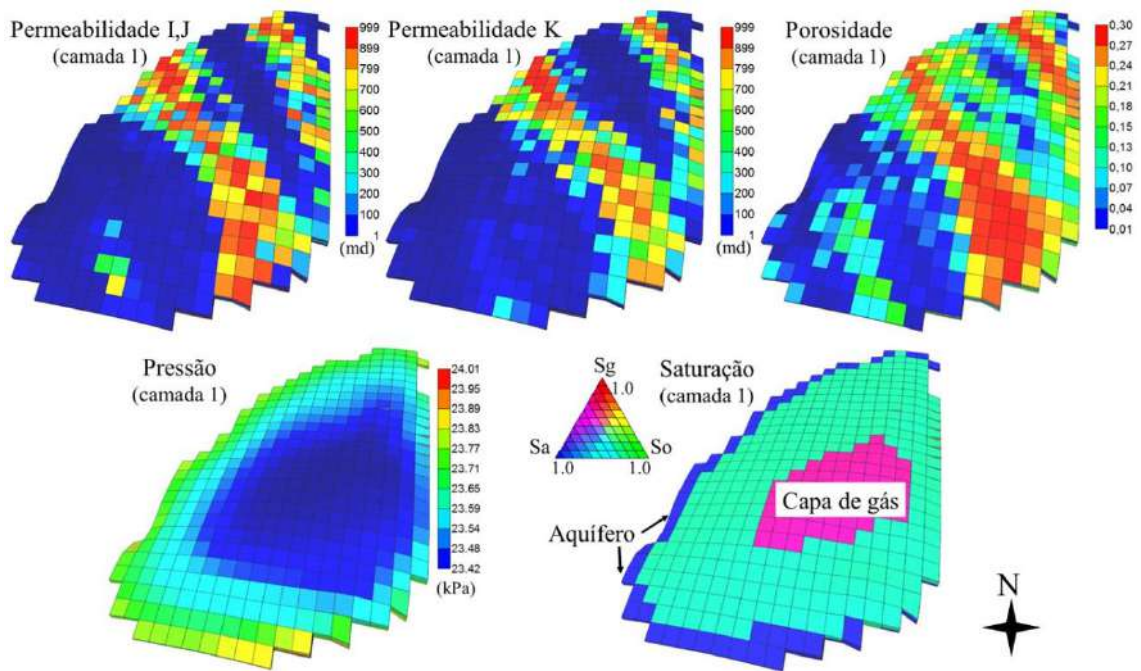 Permeabilidade I,J
(camada 1)
999
899
799
700
600
500
400
300
200
100
1
(md)
Permeabilidade K
(camada 1)
999
899
799
700
600
500
400
300
200
100
1
(md)
Porosidade
(camada 1)
0,30
0,27
0,24
0,21
0,18
0,15
0,13
0,10
0,07
0,04
0,01
Pressão
(camada 1)
24.01
23.95
23.89
23.83
23.77
23.71
23.65
23.59
23.54
23.48
23.42
(kPa)
Sg
1.0
Sa
1.0
So
1.0
Saturação
(camada 1)
Capa de gás
Aquífero
N